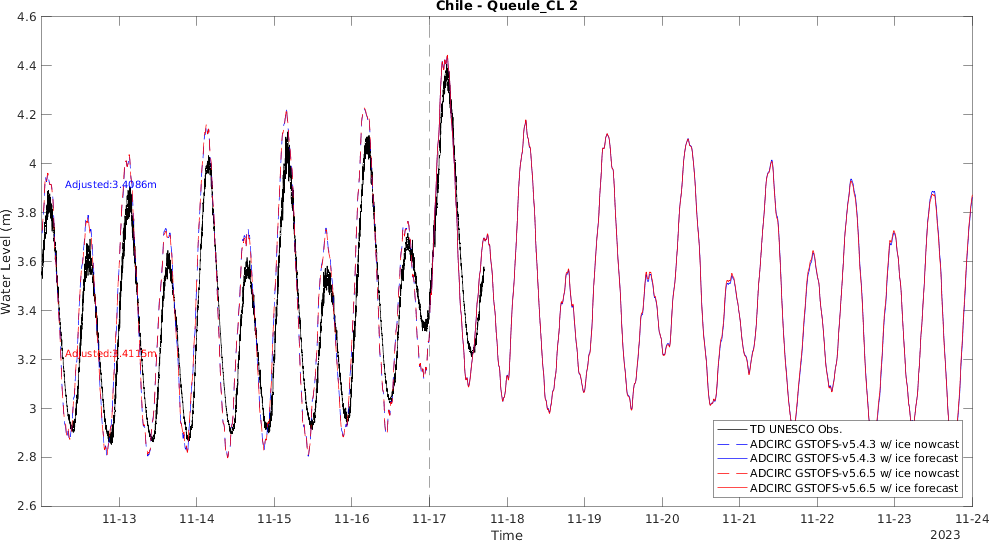 Chile - Queule_CL 2
4.6
4.4
4.2
4
3.8
3.6
3.4
3.2
3
2.8
2.6
Water Level (m)
Adjusted:3.4086m
Adjusted:3.4115m
TD UNESCO Obs.
ADCIRC GSTOFS-v5.4.3 w/ ice nowcast
ADCIRC GSTOFS-v5.4.3 w/ ice forecast
ADCIRC GSTOFS-v5.6.5 w/ ice nowcast
ADCIRC GSTOFS-v5.6.5 w/ ice forecast
11-13 11-14 11-15 11-16 11-17 11-18 11-19 11-20 11-21 11-22 11-23 11-24
Time
2023